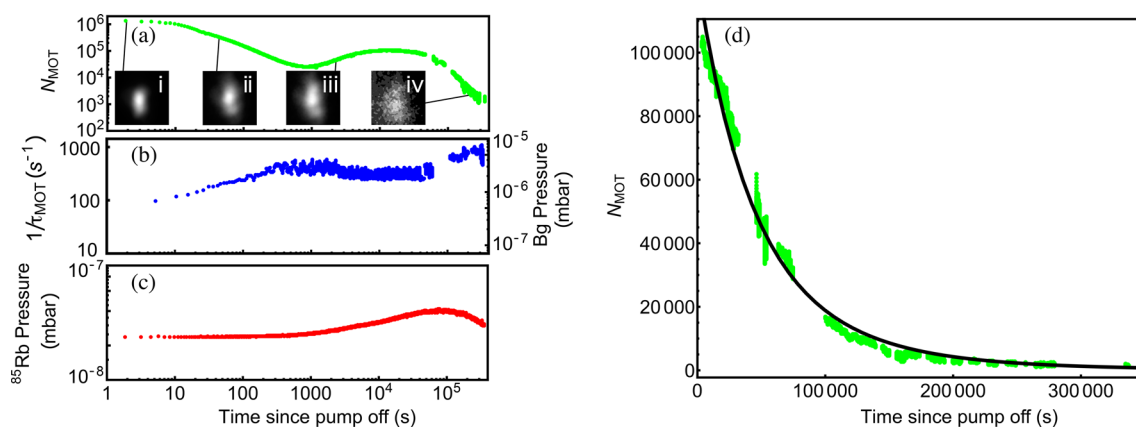 (a)
N_MOT
10^6
10^5
10^4
10^3
10^2
i
ii
iii
iv
(b)
1/τ_MOT (s^−1)
1000
100
10
10^-5
10^-6
10^-7
Bg Pressure
(mbar)
(c)
^85Rb Pressure
(mbar)
10^-7
10^-8
1 10 100 1000 10^4 10^5
Time since pump off (s)
(d)
N_MOT
100 000
80 000
60 000
40 000
20 000
0
0 100 000 200 000 300 000
Time since pump off (s)